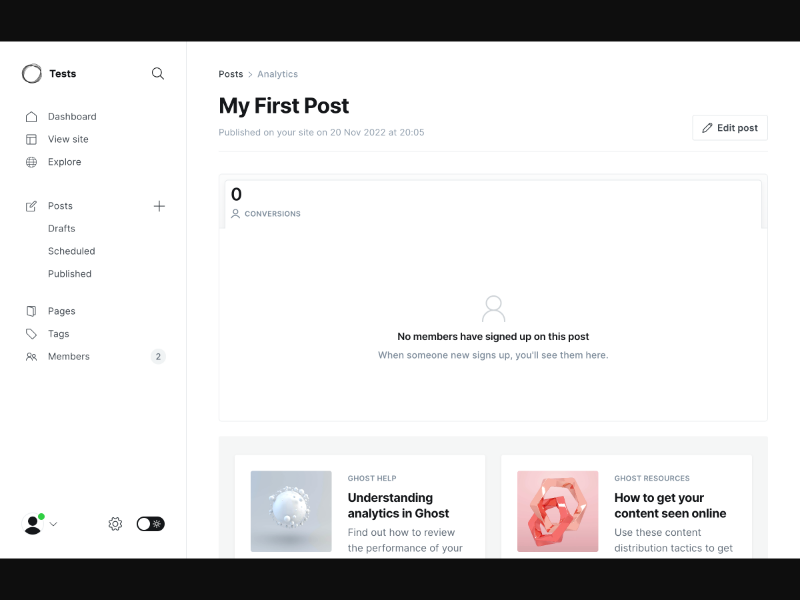 Tests
Dashboard
View site
Explore
Posts
Drafts
Scheduled
Published
Pages
Tags
Members 2
Posts > Analytics
My First Post
Published on your site on 20 Nov 2022 at 20:05
Edit post
0
CONVERSIONS
No members have signed up on this post
When someone new signs up, you'll see them here.
GHOST HELP
Understanding
analytics in Ghost
Find out how to review
the performance of your
GHOST RESOURCES
How to get your
content seen online
Use these content
distribution tactics to get